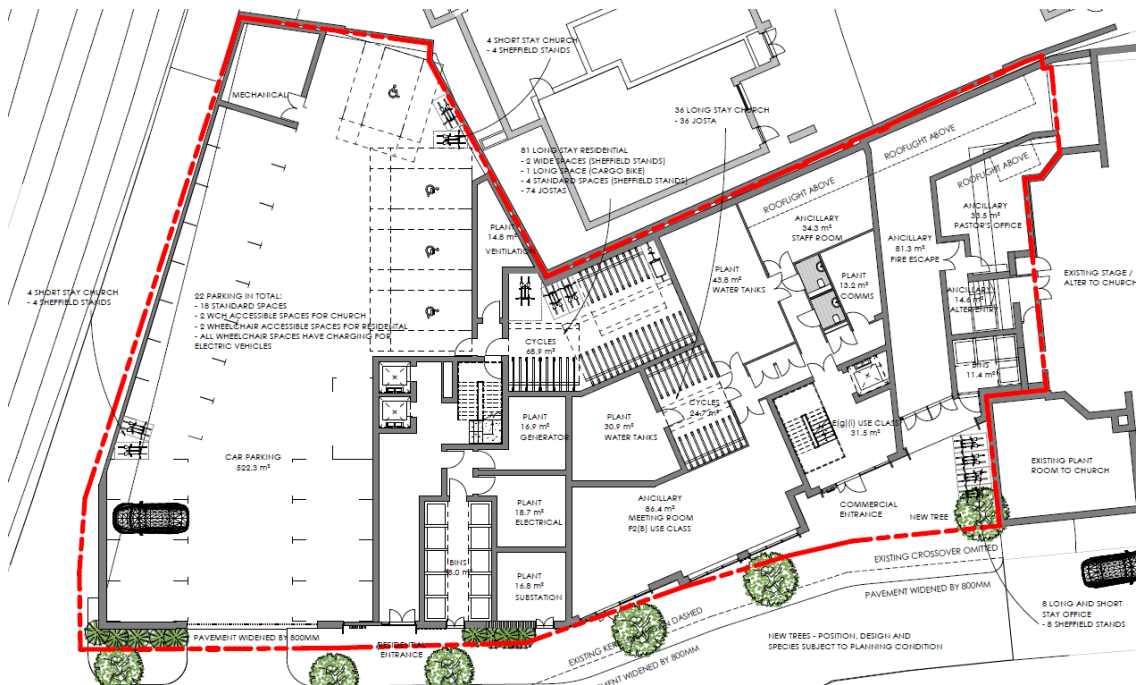 4 SHORT STAY CHURCH
- 4 SHEFFIELD STANDS
MECHANICAL
36 LONG STAY CHURCH
- 36 JOSTA
81 LONG STAY RESIDENTIAL
- 2 WIDE SPACES (SHEFFIELD STANDS)
- 1 LONG SPACE (CARGO BIKE)
- 4 STANDARD SPACES (SHEFFIELD STANDS)
- 74 JOSTAS
ROOFLIGHT ABOVE
ROOFLIGHT ABOVE
ROOFLIGHT ABOVE
ANCILLARY
33.5 m²
PASTOR'S OFFICE
ANCILLARY
34.3 m²
STAFF ROOM
PLANT
14.8 m²
VENTILATION
ANCILLARY
81.3 m²
FIRE ESCAPE
PLANT
43.8 m²
WATER TANKS
PLANT
13.2 m²
COMMS
EXISTING STAGE /
ALTER TO CHURCH
ANCILLARY
14.6 m²
ALTER ENTRY
4 SHORT STAY CHURCH
- 4 SHEFFIELD STANDS
22 PARKING IN TOTAL:
- 18 STANDARD SPACES
- 2 WCH ACCESSIBLE SPACES FOR CHURCH
- 2 WHEELCHAIR ACCESSIBLE SPACES FOR RESIDENTAL
- ALL WHEELCHAIR SPACES HAVE CHARGING FOR
ELECTRIC VEHICLES
CYCLES
68.9 m²
BINS
11.4 m²
CYCLES
24.7 m²
PLANT
16.9 m²
GENERATOR
PLANT
30.9 m²
WATER TANKS
E(g)(i) USE CLASS
31.5 m²
CAR PARKING
522.3 m²
EXISTING PLANT
ROOM TO CHURCH
PLANT
18.7 m²
ELECTRICAL
ANCILLARY
86.4 m²
MEETING ROOM
F2(B) USE CLASS
COMMERCIAL
ENTRANCE
NEW TREE
BINS
PLANT
16.8 m²
SUBSTATION
EXISTING CROSSOVER OMITTED
PAVEMENT WIDENED BY 800MM
8 LONG AND SHORT
STAY OFFICE
- 8 SHEFFIELD STANDS
PAVEMENT WIDENED BY 800MM
RESIDENTIAL
ENTRANCE
EXISTING
DASHED
PAVEMENT WIDENED BY 800MM
NEW TREES - POSITION, DESIGN AND
SPECIES SUBJECT TO PLANNING CONDITION